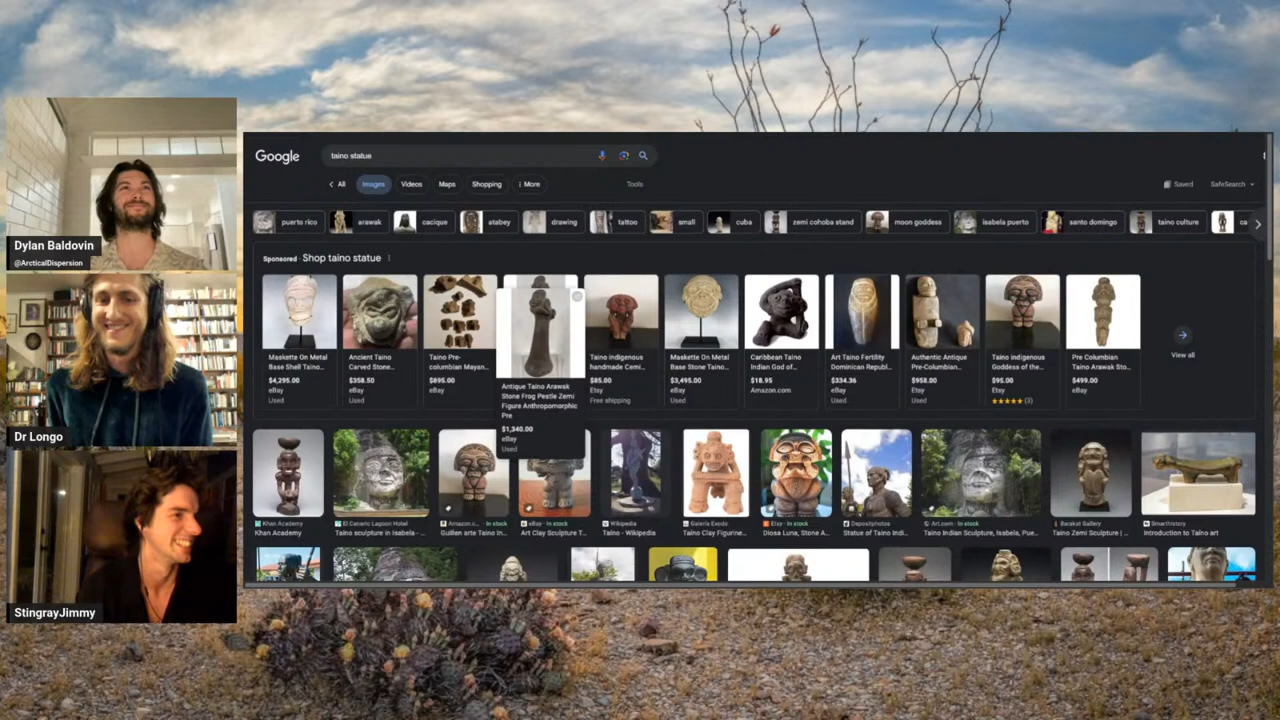 Dylan Baldovin
@ArcticalDispersion
Dr Longo
StingrayJimmy
Google
taino statue
All
Images
Videos
Maps
Shopping
More
Tools
Saved
SafeSearch
puerto rico
arawak
cacique
atabey
drawing
tattoo
small
cuba
zemi cohoba stand
moon goddess
isabela puerto
santo domingo
taino culture
ca
Sponsored · Shop taino statue
Maskette On Metal
Base Shell Taino...
$4,295.00
eBay
Used
Ancient Taino
Carved Stone...
$358.50
eBay
Used
Taino Pre-
columbian Mayan...
$895.00
eBay
Antique Taino Arawak
Stone Frog Pestle Zemi
Figure Anthropomorphic
Pre
$1,340.00
eBay
Used
Taino indigenous
handmade Cemi...
$85.00
Etsy
Free shipping
Maskette On Metal
Base Stone Taino...
$3,495.00
eBay
Used
Caribbean Taino
Indian God of...
$18.95
Amazon.com
Art Taino Fertility
Dominican Republ...
$334.36
eBay
Used
Authentic Antique
Pre-Columbian...
$958.00
eBay
Used
Taino indigenous
Goddess of the...
$95.00
Etsy
(3)
Pre Columbian
Taino Arawak Sto...
$499.00
eBay
View all
Khan Academy
Khan Academy
El Canario Lagoon Hotel
Taino sculpture in Isabela - ...
Amazon.c... · In stock
Guillen arte Taino In...
eBay · In stock
Art Clay Sculpture T...
Wikipedia
Taino - Wikipedia
Galeria Exodo
Taino Clay Figurine...
Etsy · In stock
Diosa Luna, Stone A...
Depositphotos
Statue of Taino Indi...
Art.com · In stock
Taino Indian Sculpture, Isabela, Pue...
Barakat Gallery
Taino Zemi Sculpture | ...
Smarthistory
Introduction to Taino art